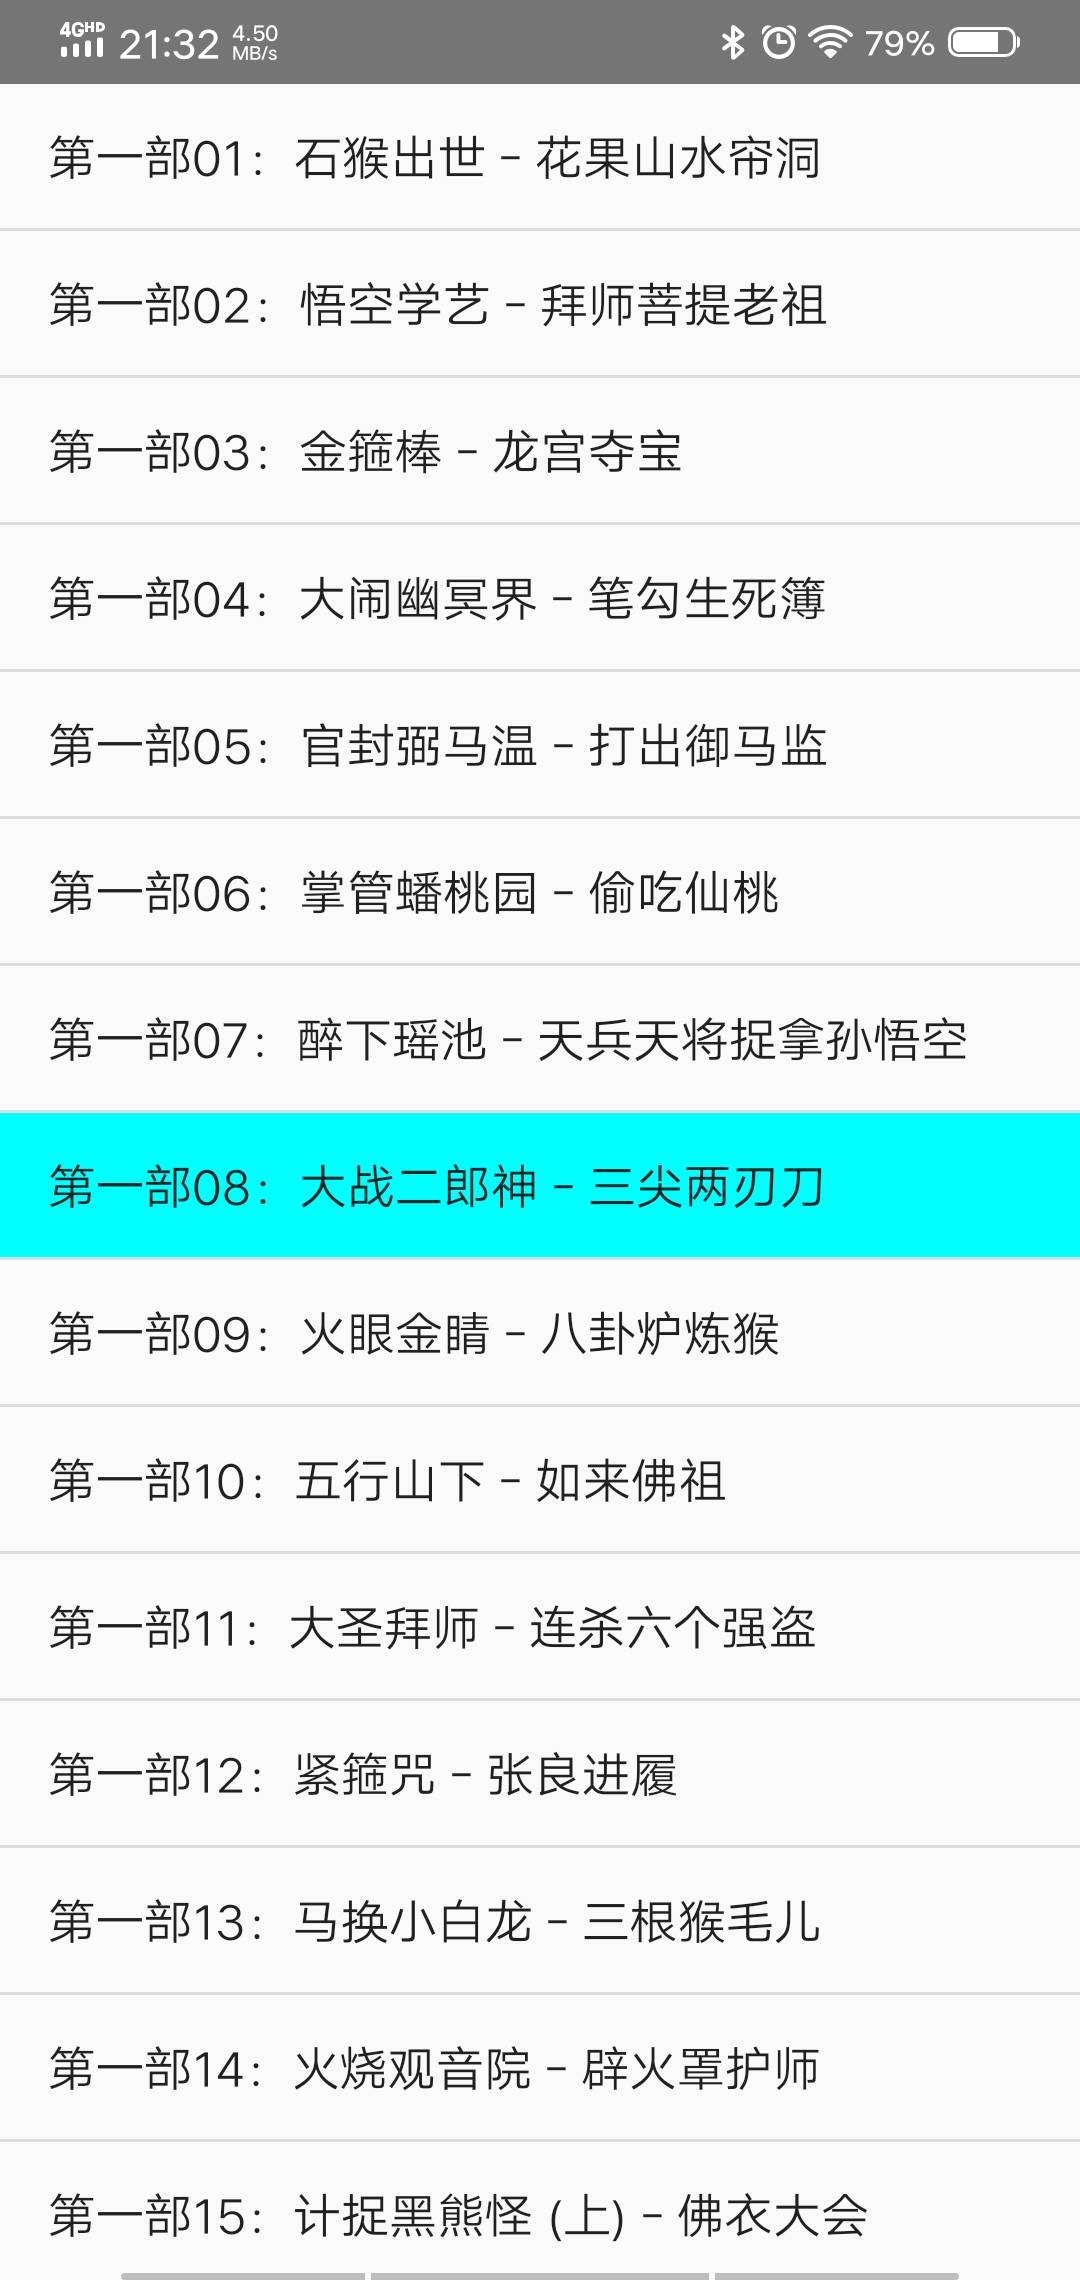 4GHD 21:32 4.50 MB/s 79%
第一部01：石猴出世 – 花果山水帘洞
第一部02：悟空学艺 – 拜师菩提老祖
第一部03：金箍棒 – 龙宫夺宝
第一部04：大闹幽冥界 – 笔勾生死簿
第一部05：官封弼马温 – 打出御马监
第一部06：掌管蟠桃园 – 偷吃仙桃
第一部07：醉下瑶池 – 天兵天将捉拿孙悟空
第一部08：大战二郎神 – 三尖两刃刀
第一部09：火眼金睛 – 八卦炉炼猴
第一部10：五行山下 – 如来佛祖
第一部11：大圣拜师 – 连杀六个强盗
第一部12：紧箍咒 – 张良进履
第一部13：马换小白龙 – 三根猴毛儿
第一部14：火烧观音院 – 辟火罩护师
第一部15：计捉黑熊怪 (上) – 佛衣大会